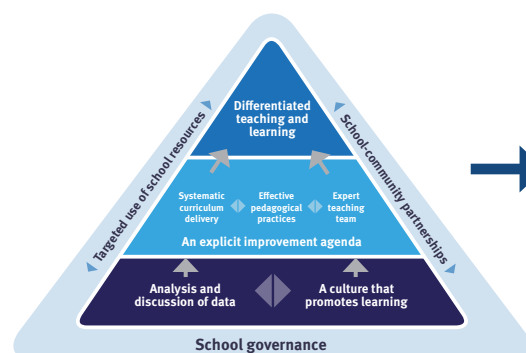 Differentiated
teaching and
learning
Targeted use of school resources
School-community partnerships
Systematic
curriculum
delivery
Effective
pedagogical
practices
Expert
teaching
team
An explicit improvement agenda
Analysis and
discussion of data
A culture that
promotes learning
School governance